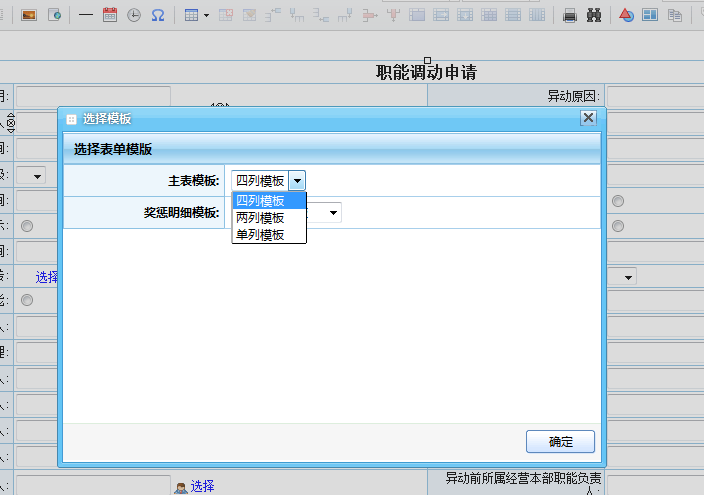 职能调动申请
异动原因:
选择模板
选择表单模版
主表模板: 四列模板
四列模板
两列模板
单列模板
奖惩明细模板:
选择
确定
选择
异动前所属经营本部职能负责
人: